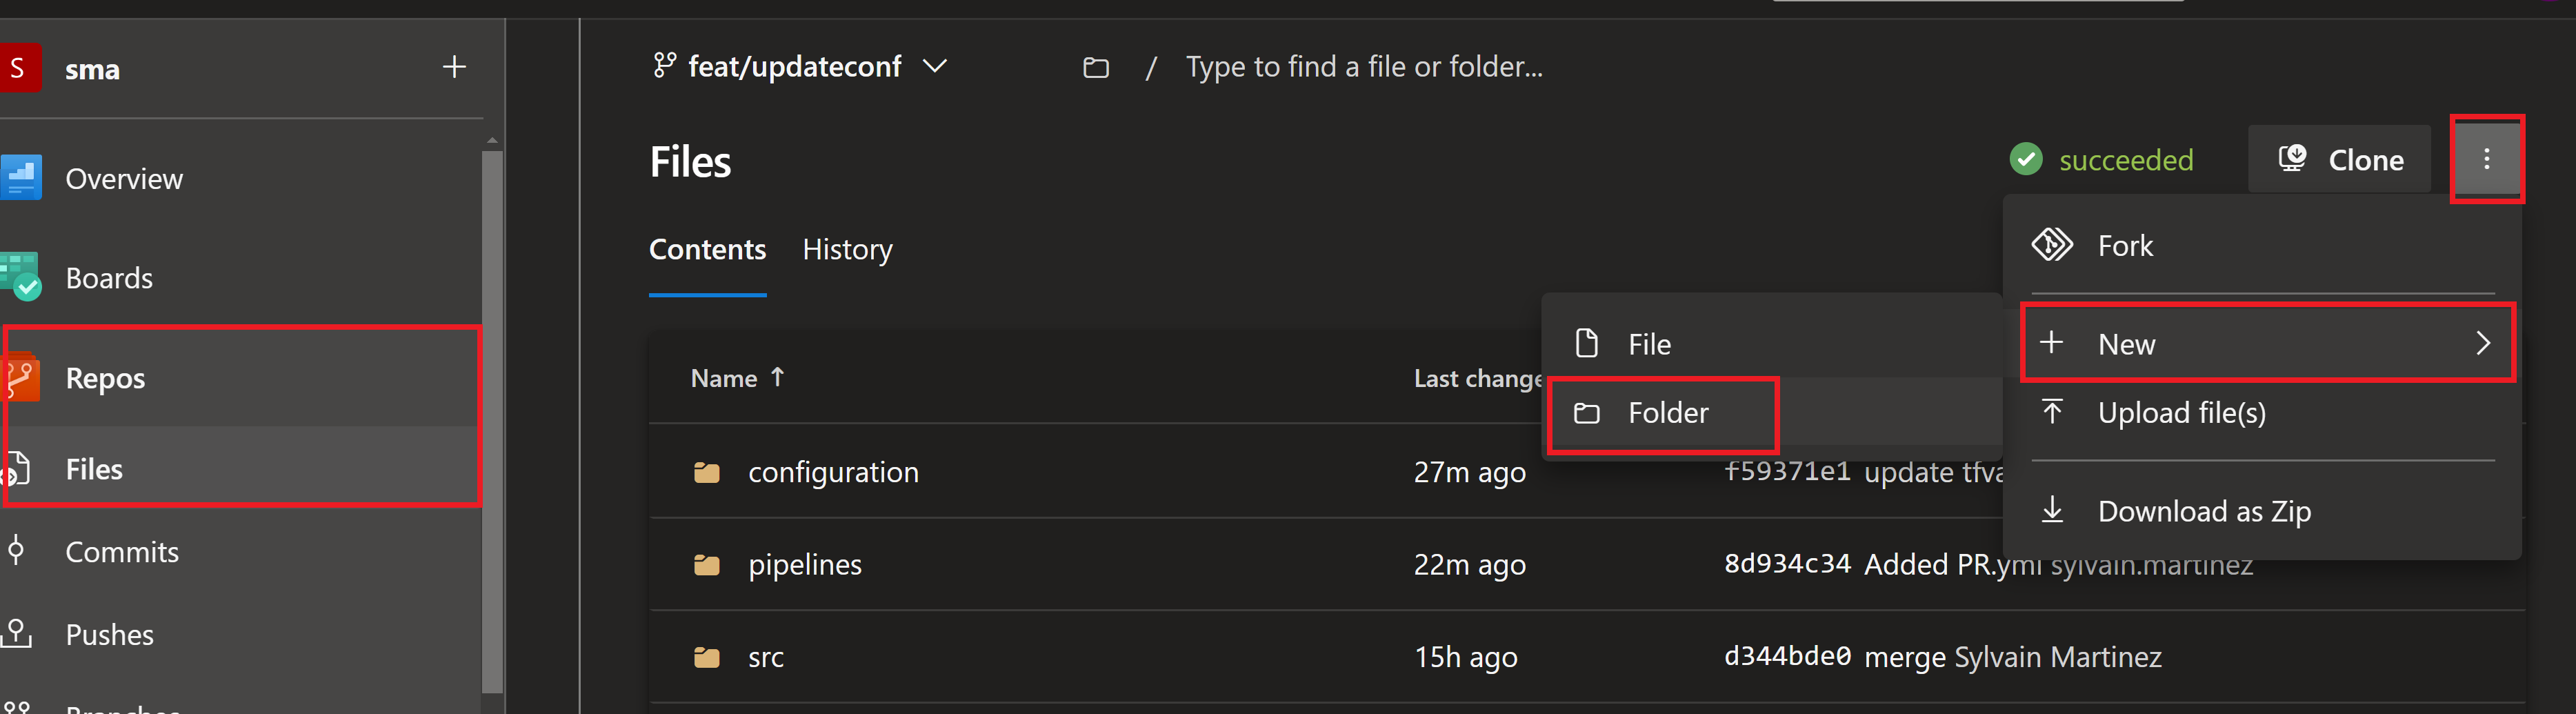 S sma
feat/updateconf / Type to find a file or folder...
Overview
Boards
Repos
Files
Commits
Pushes
Files
succeeded Clone
Contents History
Fork
New
Upload file(s)
Download as Zip
File
Folder
Name ↑ Last change
configuration 27m ago f59371e1 update tfva
pipelines 22m ago 8d934c34 Added PR.yml sylvain.martinez
src 15h ago d344bde0 merge Sylvain Martinez